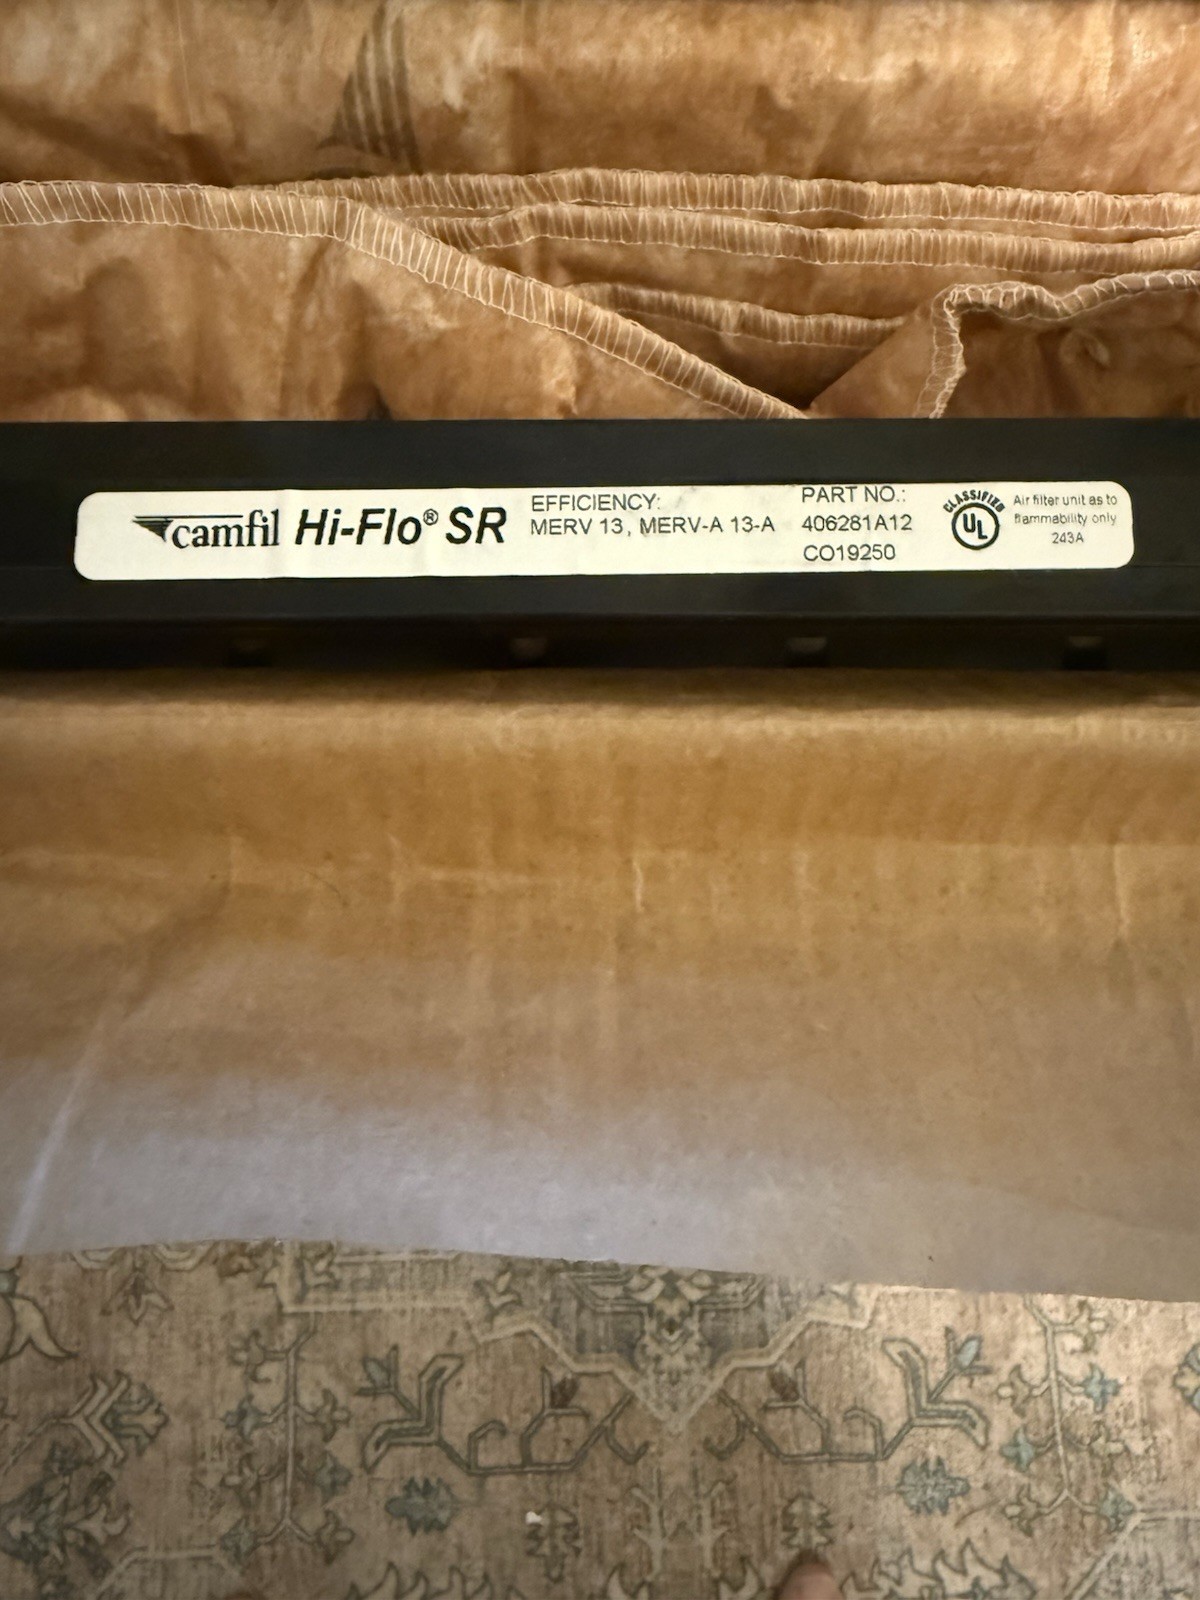 camfil Hi-Flo® SR
EFFICIENCY:
MERV 13, MERV-A 13-A
PART NO.:
406281A12
CO19250
CLASSIFIED
UL
Air filter unit as to
flammability only
243A